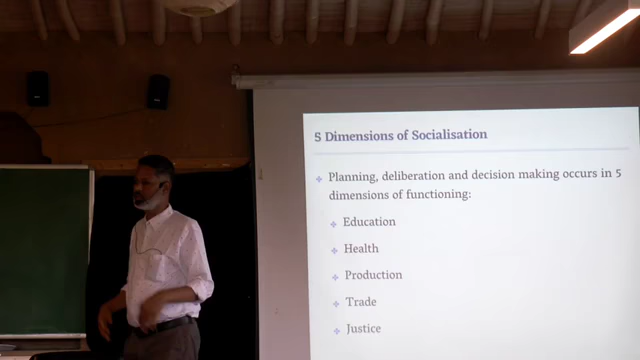 5 Dimensions of Socialisation
Planning, deliberation and decision making occurs in 5
dimensions of functioning:
Education
Health
Production
Trade
Justice